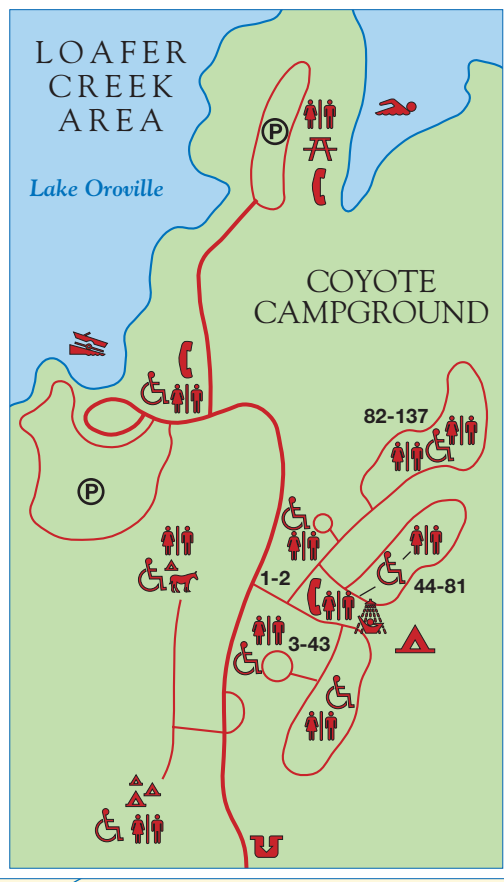 LOAFER
CREEK
AREA
Lake Oroville
P
COYOTE
CAMPGROUND
82-137
P
1-2
44-81
3-43